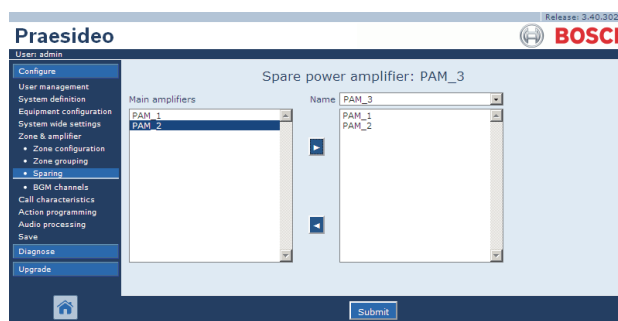 Release: 3.40.302
Praesideo
BOSC
User: admin
Configure
User management
System definition
Equipment configuration
System wide settings
Zone & amplifier
• Zone configuration
• Zone grouping
• Sparing
• BGM channels
Call characteristics
Action programming
Audio processing
Save
Diagnose
Upgrade
Spare power amplifier: PAM_3
Main amplifiers
PAM_1
PAM_2
Name PAM_3
PAM_1
PAM_2
Submit